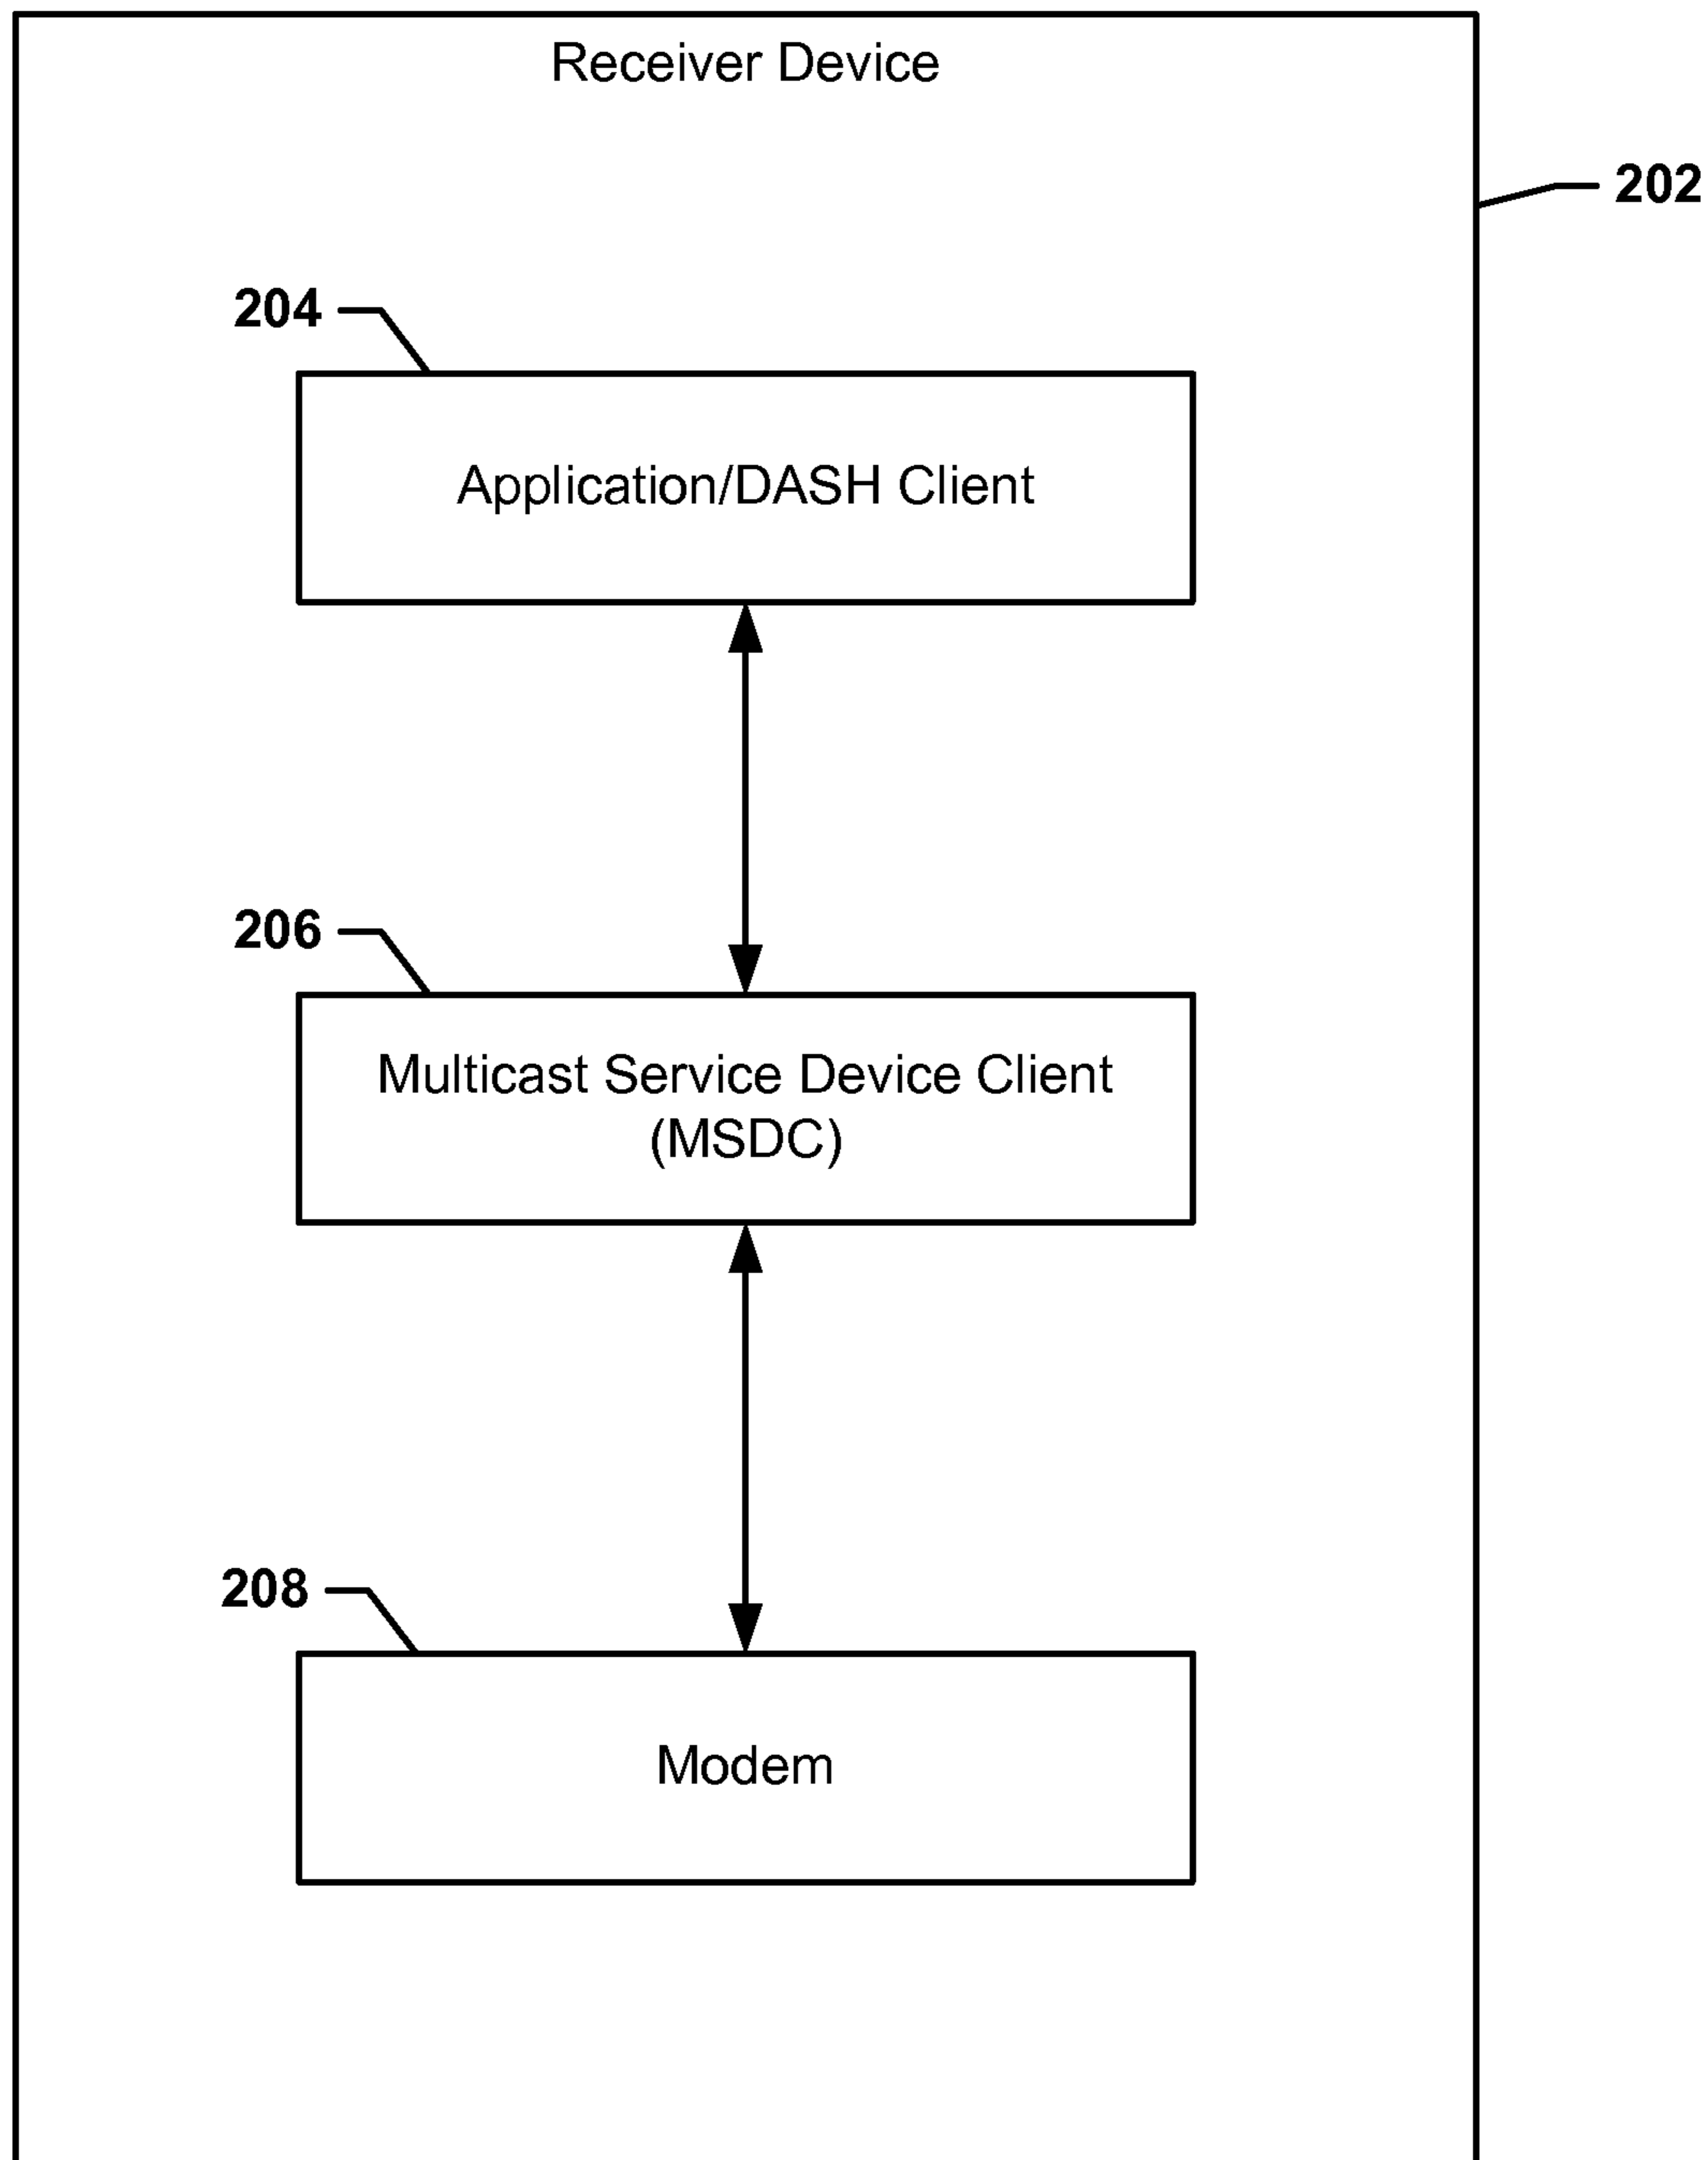 Receiver Device
202
204
Application/DASH Client
206
Multicast Service Device Client
(MSDC)
208
Modem